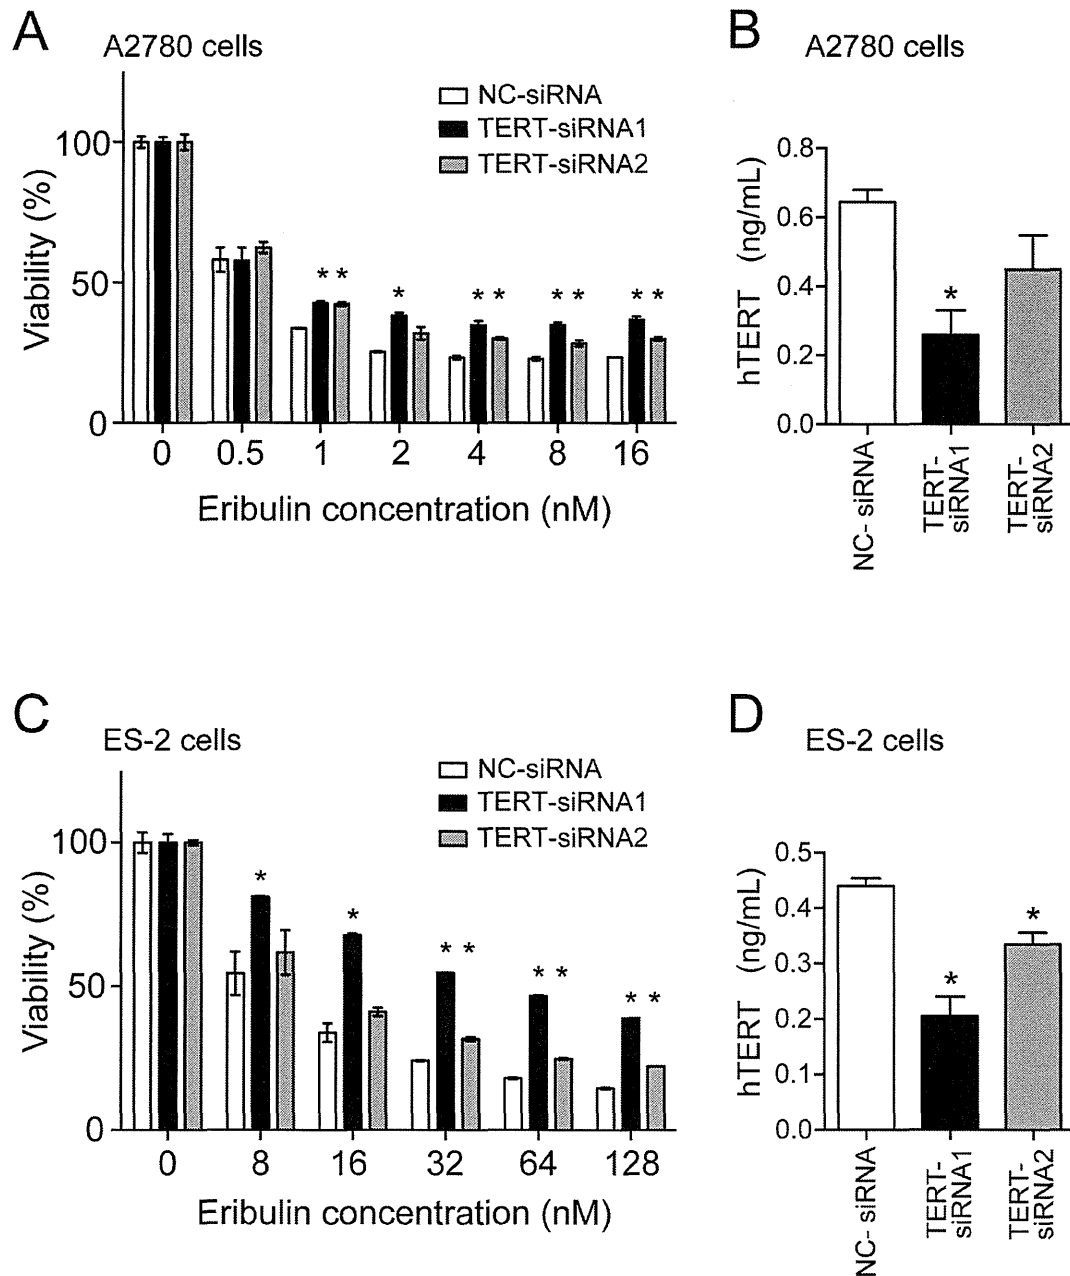 A
A2780 cells
NC-siRNA
TERT-siRNA1
TERT-siRNA2
Viability (%)
100
50
0
* *
*
* *
* *
* *
0 0.5 1 2 4 8 16
Eribulin concentration (nM)
B
A2780 cells
hTERT (ng/mL)
0.8
0.6
0.4
0.2
0.0
*
NC- siRNA
TERT-
siRNA1
TERT-
siRNA2
C
ES-2 cells
NC-siRNA
TERT-siRNA1
TERT-siRNA2
Viability (%)
100
50
0
*
*
* *
* *
* *
0 8 16 32 64 128
Eribulin concentration (nM)
D
ES-2 cells
hTERT (ng/mL)
0.5
0.4
0.3
0.2
0.1
0.0
*
*
NC- siRNA
TERT-
siRNA1
TERT-
siRNA2